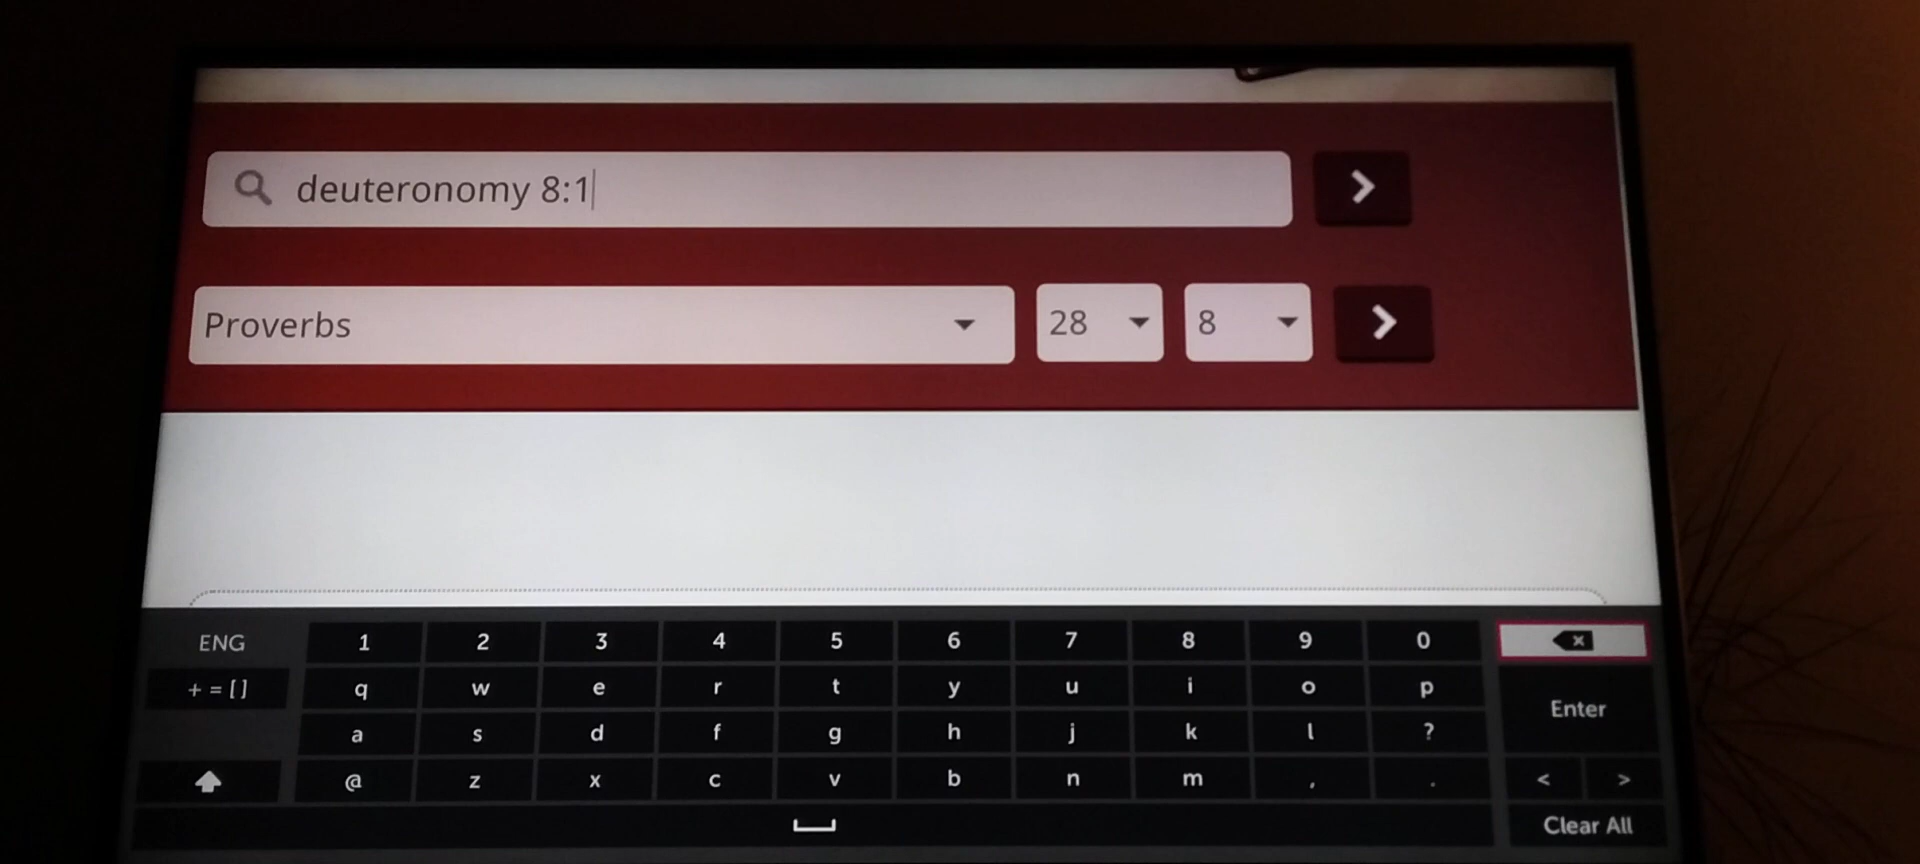 deuteronomy 8:1
Proverbs 28 8
ENG 1 2 3 4 5 6 7 8 9 0
+ = [ ] q w e r t y u i o p
Enter
a s d f g h j k l ?
@ z x c v b n m , . < >
Clear All